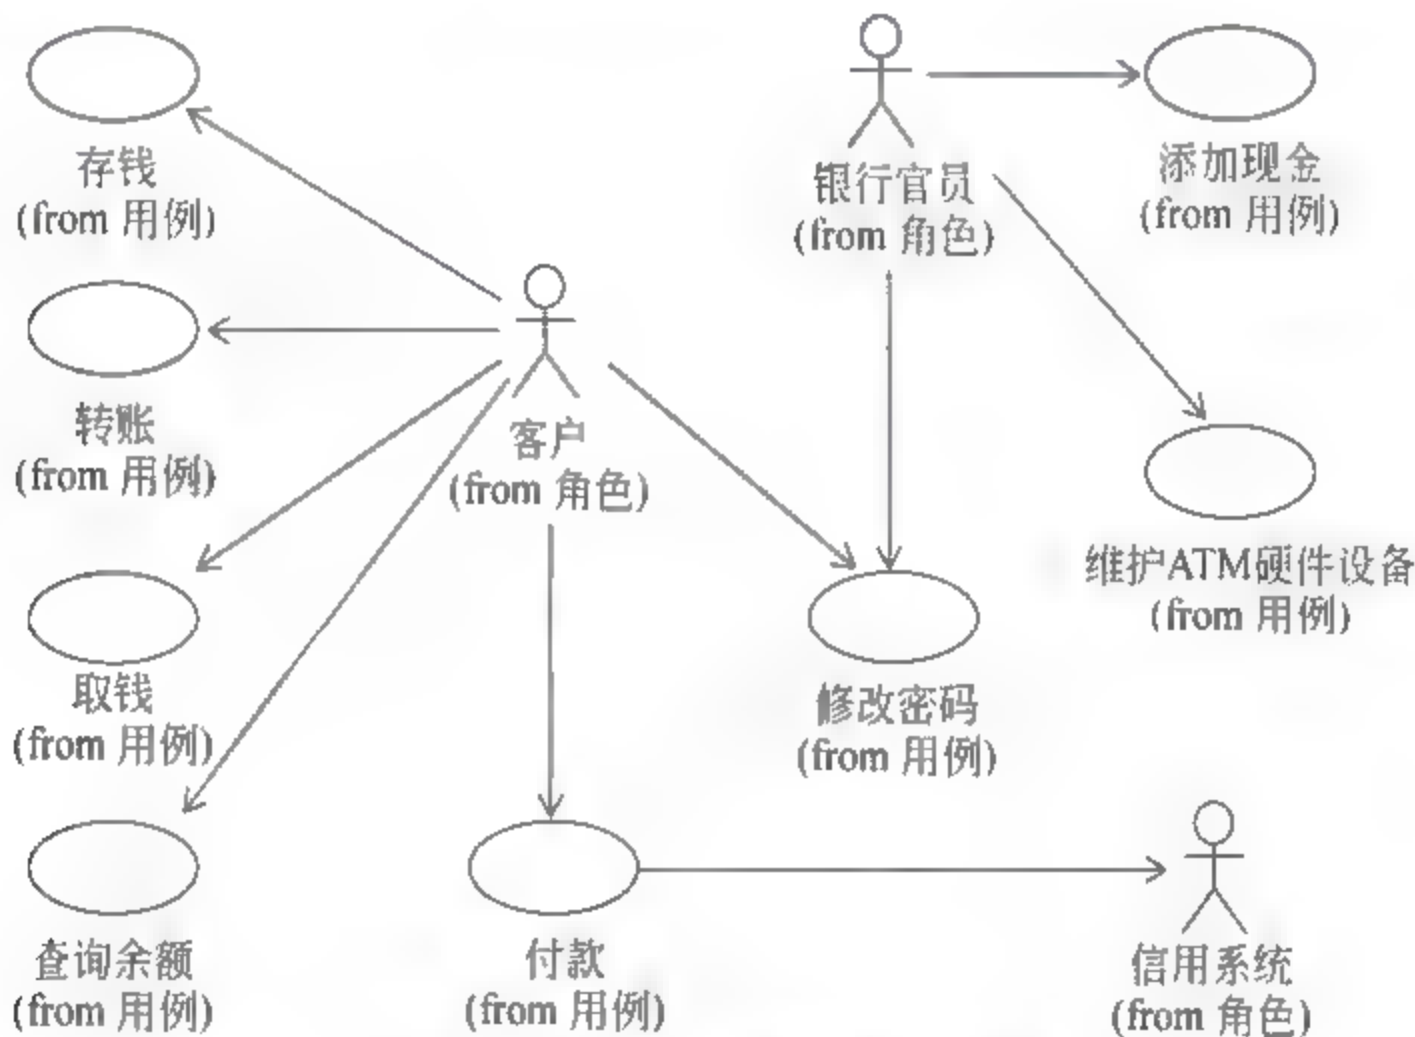 存钱
(from 用例)
转账
(from 用例)
取钱
(from 用例)
查询余额
(from 用例)
客户
(from 角色)
付款
(from 用例)
银行官员
(from 角色)
修改密码
(from 用例)
添加现金
(from 用例)
维护ATM硬件设备
(from 用例)
信用系统
(from 角色)